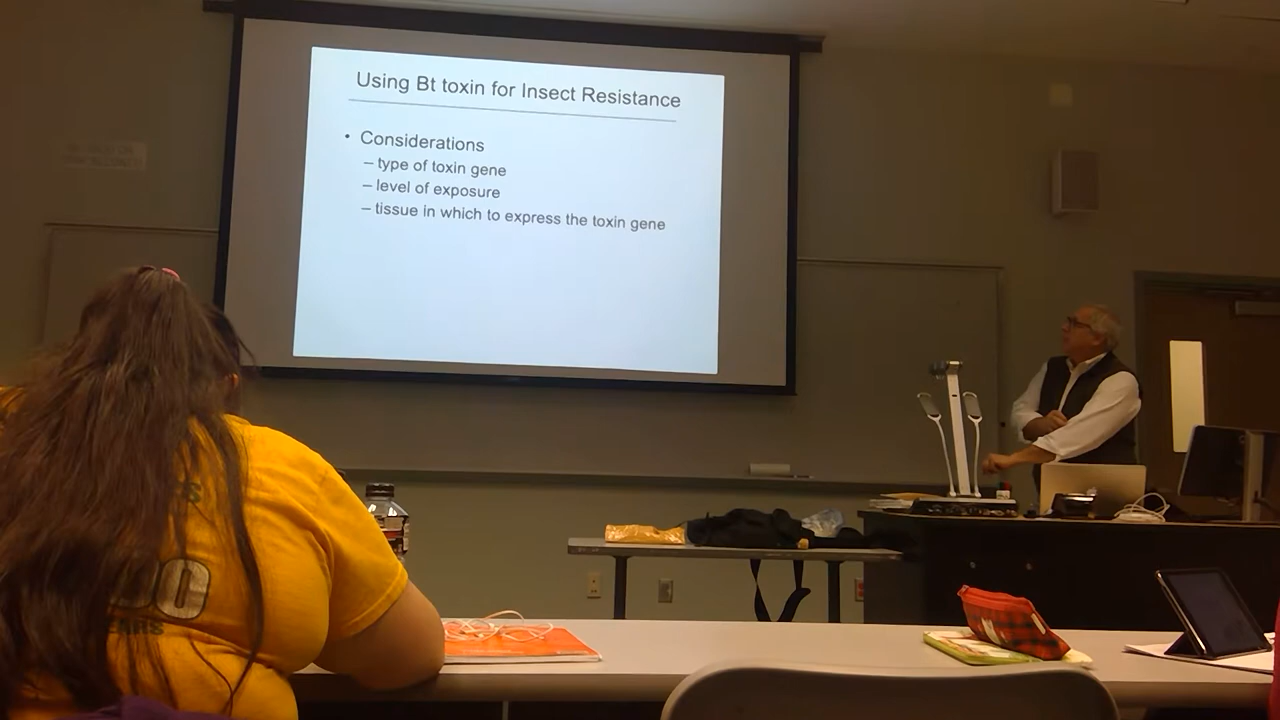 Using Bt toxin for Insect Resistance
• Considerations
– type of toxin gene
– level of exposure
– tissue in which to express the toxin gene